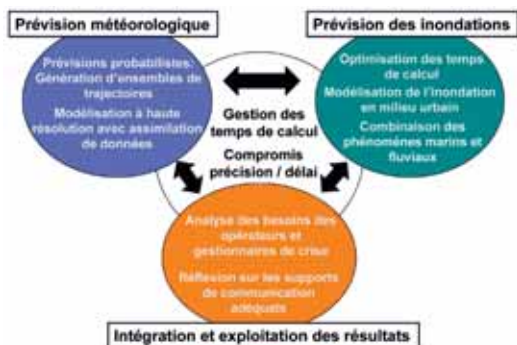 Prévision météorologique
Prévisions probabilistes:
Génération d'ensembles de
trajectoires
Modélisation à haute
résolution avec assimilation
de données
Prévision des inondations
Optimisation des temps
de calcul
Modélisation de l'inondation
en milieu urbain
Combinaison des
phénomènes marins et
fluviaux
Gestion des
temps de calcul
Compromis
précision / délai
Analyse des besoins des
opérateurs et
gestionnaires de crise
Réflexion sur les supports
de communication
adéquats
Intégration et exploitation des résultats